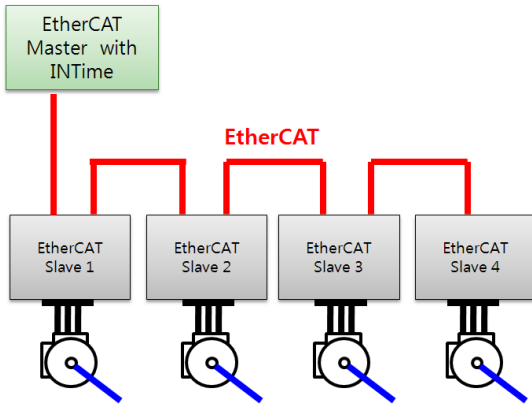 EtherCAT
Master with
INTime
EtherCAT
EtherCAT
Slave 1
EtherCAT
Slave 2
EtherCAT
Slave 3
EtherCAT
Slave 4